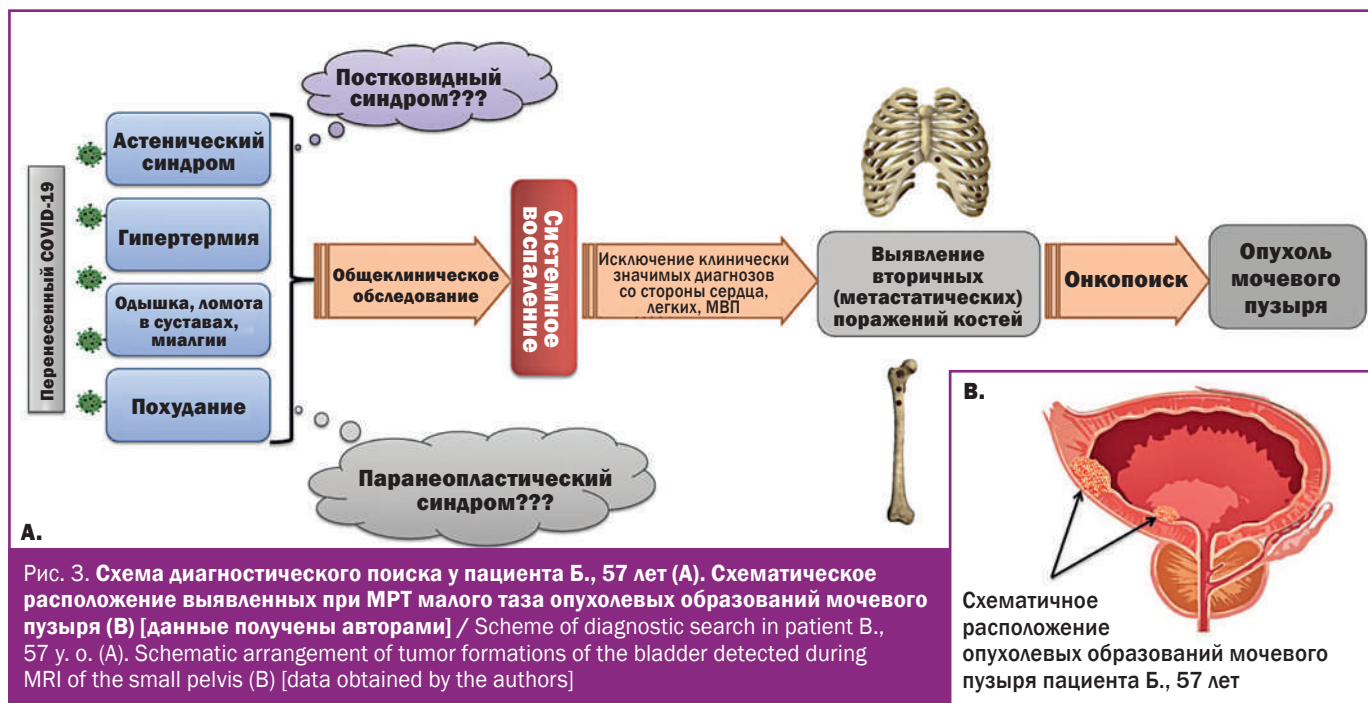 Перенесенный COVID-19
Астенический
синдром
Гипертермия
Одышка, ломота
в суставах,
миалгии
Похудание
Постковидный
синдром???
Паранеопластический
синдром???
Общеклиническое
обследование
Системное
воспаление
Исключение клинически
значимых диагнозов
со стороны сердца,
легких, МВП
Выявление
вторичных
(метастатических)
поражений костей
Онкопоиск
Опухоль
мочевого
пузыря
А.
В.
Схематичное
расположение
опухолевых образований мочевого
пузыря пациента Б., 57 лет
Рис. 3. Схема диагностического поиска у пациента Б., 57 лет (А). Схематическое
расположение выявленных при МРТ малого таза опухолевых образований мочевого
пузыря (В) [данные получены авторами] / Scheme of diagnostic search in patient B.,
57 y. o. (A). Schematic arrangement of tumor formations of the bladder detected during
MRI of the small pelvis (B) [data obtained by the authors]